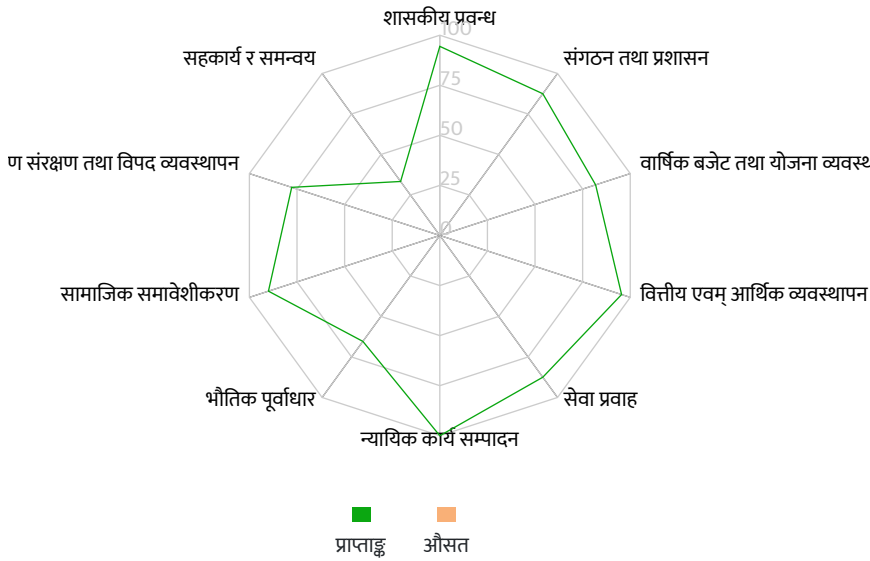 शासकीय प्रवन्ध
100
सहकार्य र समन्वय
संगठन तथा प्रशासन
75
50
ण संरक्षण तथा विपद व्यवस्थापन
वार्षिक बजेट तथा योजना व्यवस्थ
25
0
सामाजिक समावेशीकरण
वित्तीय एवम् आर्थिक व्यवस्थापन
भौतिक पूर्वाधार
सेवा प्रवाह
न्यायिक कार्य सम्पादन
प्राप्ताङ्क
औसत